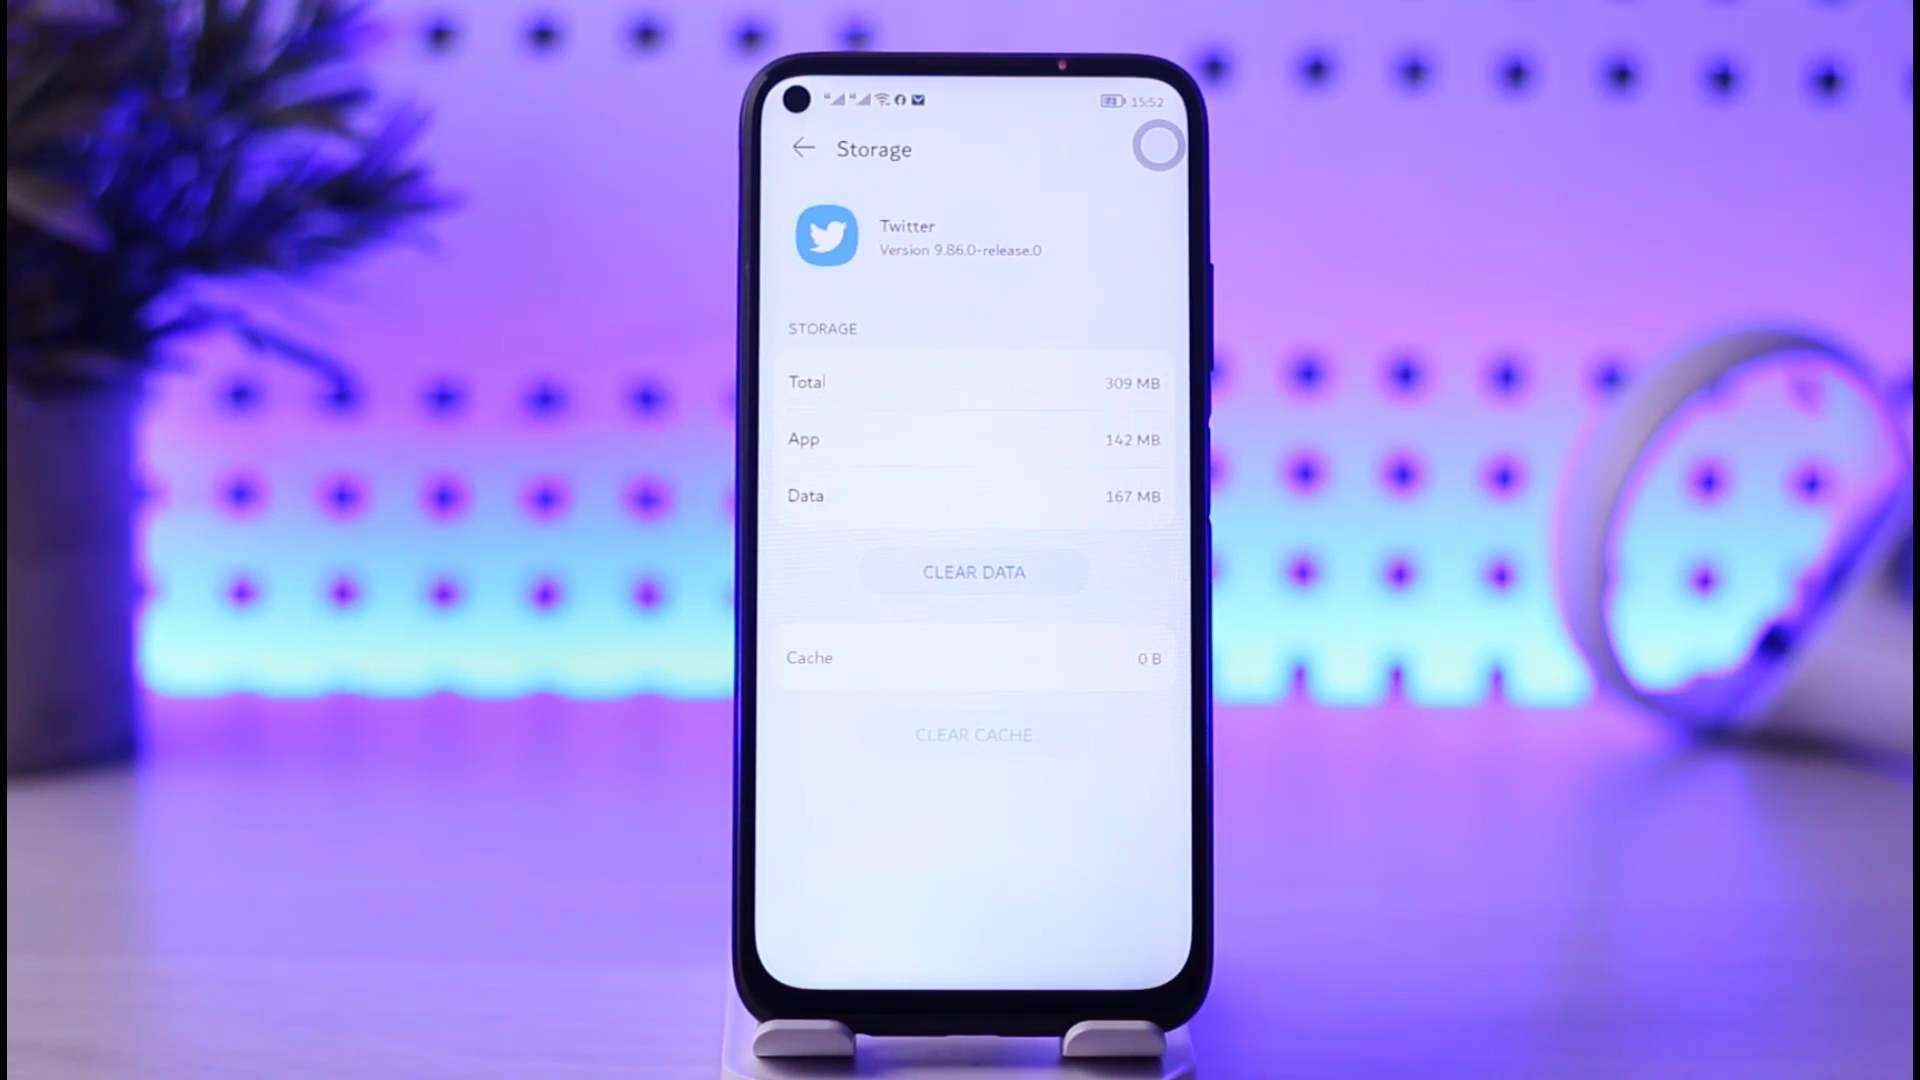 15:52
Storage
Twitter
Version 9.86.0-release.0
STORAGE
Total 309 MB
App 142 MB
Data 167 MB
CLEAR DATA
Cache 0 B
CLEAR CACHE